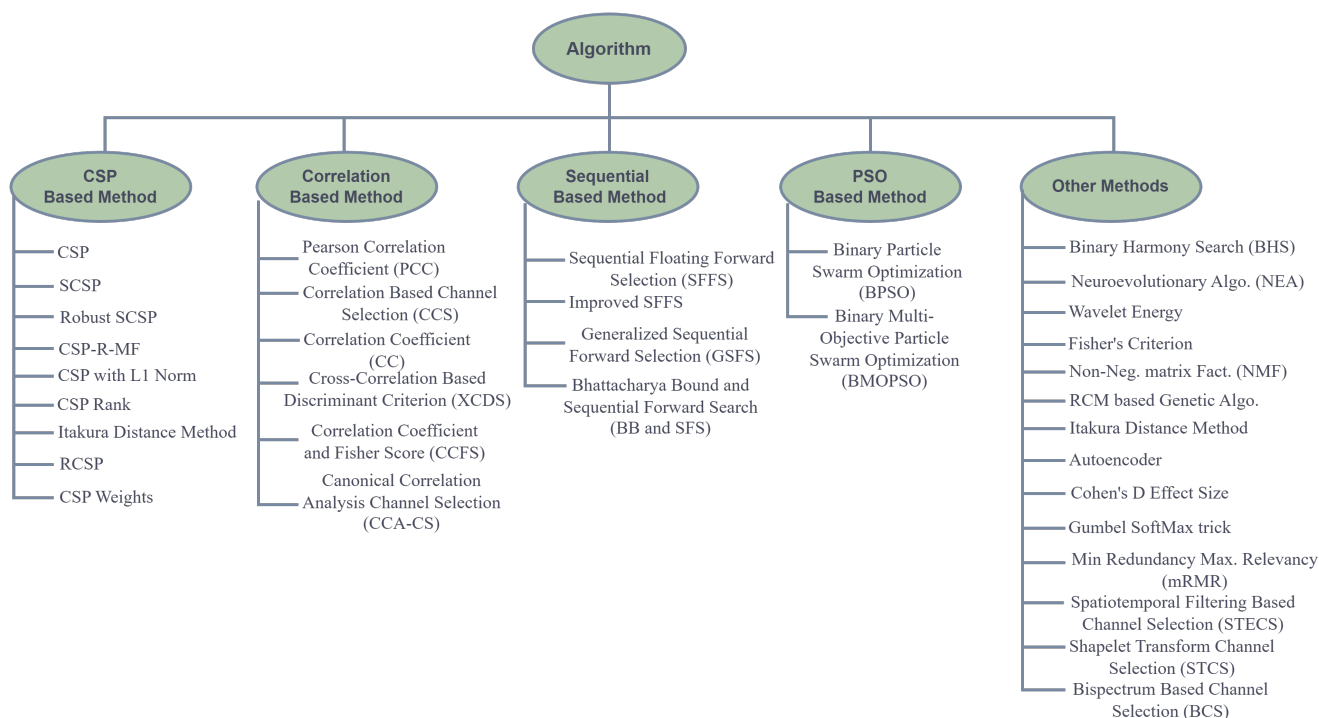 Algorithm
CSP
Based Method
CSP
SCSP
Robust SCSP
CSP-R-MF
CSP with L1 Norm
CSP Rank
Itakura Distance Method
RCSP
CSP Weights
Correlation
Based Method
Pearson Correlation
Coefficient (PCC)
Correlation Based Channel
Selection (CCS)
Correlation Coefficient
(CC)
Cross-Correlation Based
Discriminant Criterion (XCDS)
Correlation Coefficient
and Fisher Score (CCFS)
Canonical Correlation
Analysis Channel Selection
(CCA-CS)
Sequential
Based Method
Sequential Floating Forward
Selection (SFFS)
Improved SFFS
Generalized Sequential
Forward Selection (GSFS)
Bhattacharya Bound and
Sequential Forward Search
(BB and SFS)
PSO
Based Method
Binary Particle
Swarm Optimization
(BPSO)
Binary Multi-
Objective Particle
Swarm Optimization
(BMOPSO)
Other Methods
Binary Harmony Search (BHS)
Neuroevolutionary Algo. (NEA)
Wavelet Energy
Fisher's Criterion
Non-Neg. matrix Fact. (NMF)
RCM based Genetic Algo.
Itakura Distance Method
Autoencoder
Cohen's D Effect Size
Gumbel SoftMax trick
Min Redundancy Max. Relevancy
(mRMR)
Spatiotemporal Filtering Based
Channel Selection (STECS)
Shapelet Transform Channel
Selection (STCS)
Bispectrum Based Channel
Selection (BCS)